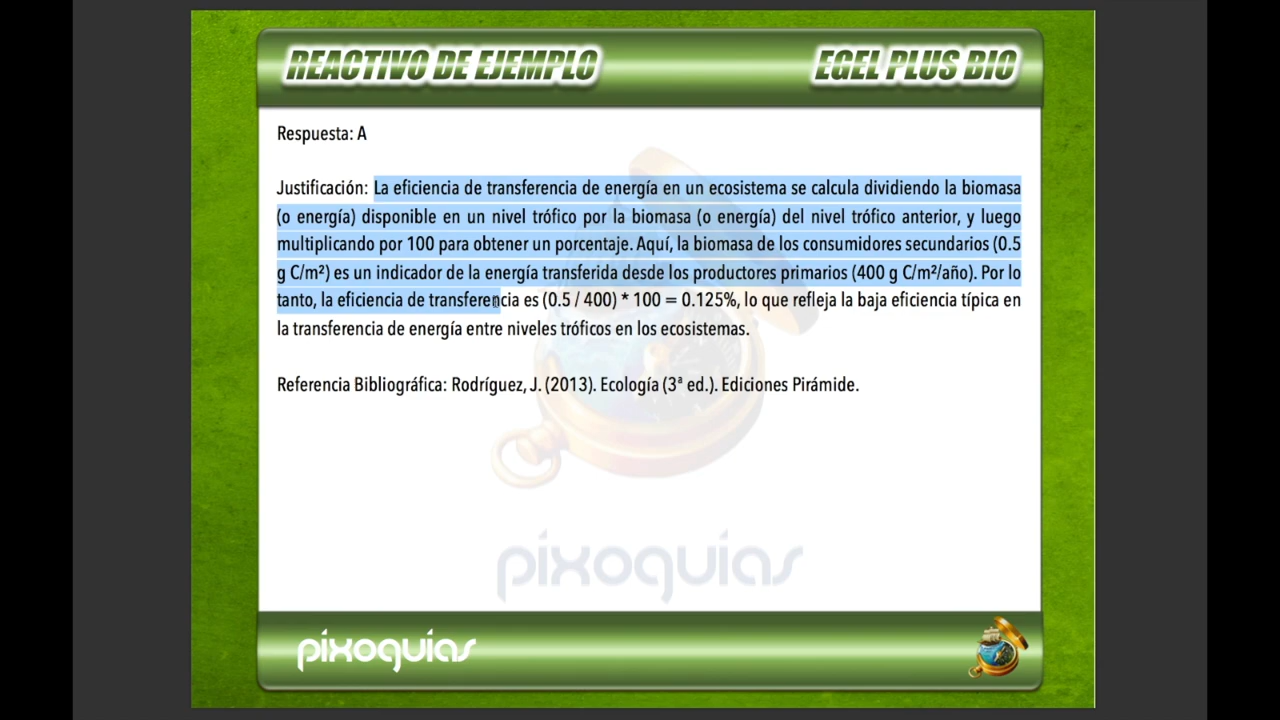 REACTIVO DE EJEMPLO
EGEL PLUS BIO
Respuesta: A
Justificación: La eficiencia de transferencia de energía en un ecosistema se calcula dividiendo la biomasa
(o energía) disponible en un nivel trófico por la biomasa (o energía) del nivel trófico anterior, y luego
multiplicando por 100 para obtener un porcentaje. Aquí, la biomasa de los consumidores secundarios (0.5
g C/m²) es un indicador de la energía transferida desde los productores primarios (400 g C/m²/año). Por lo
tanto, la eficiencia de transferencia es (0.5 / 400) * 100 = 0.125%, lo que refleja la baja eficiencia típica en
la transferencia de energía entre niveles tróficos en los ecosistemas.
Referencia Bibliográfica: Rodríguez, J. (2013). Ecología (3ª ed.). Ediciones Pirámide.
pixoguías
pixoguías